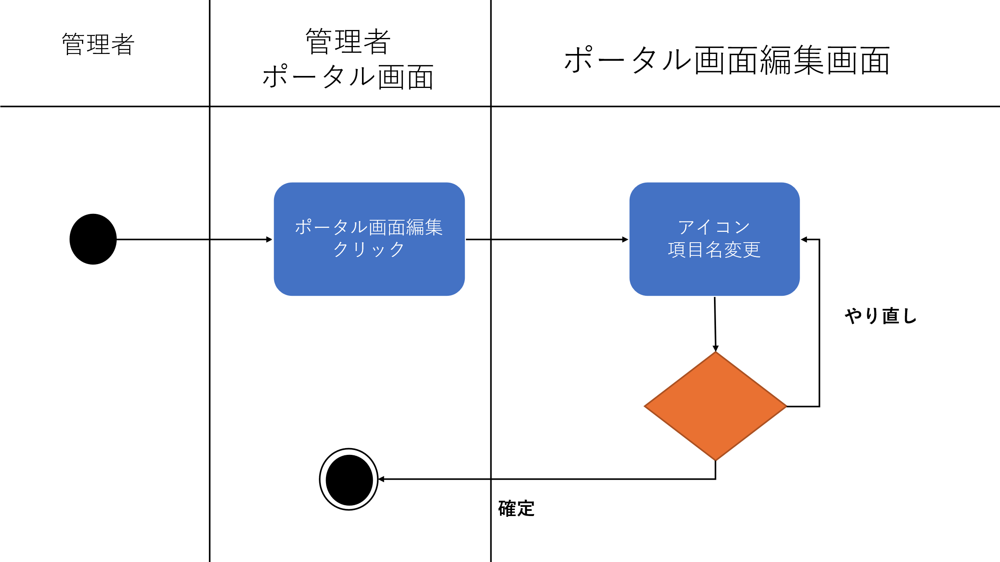 管理者
管理者
ポータル画面
ポータル画面編集画面
ポータル画面編集
クリック
アイコン
項目名変更
やり直し
確定